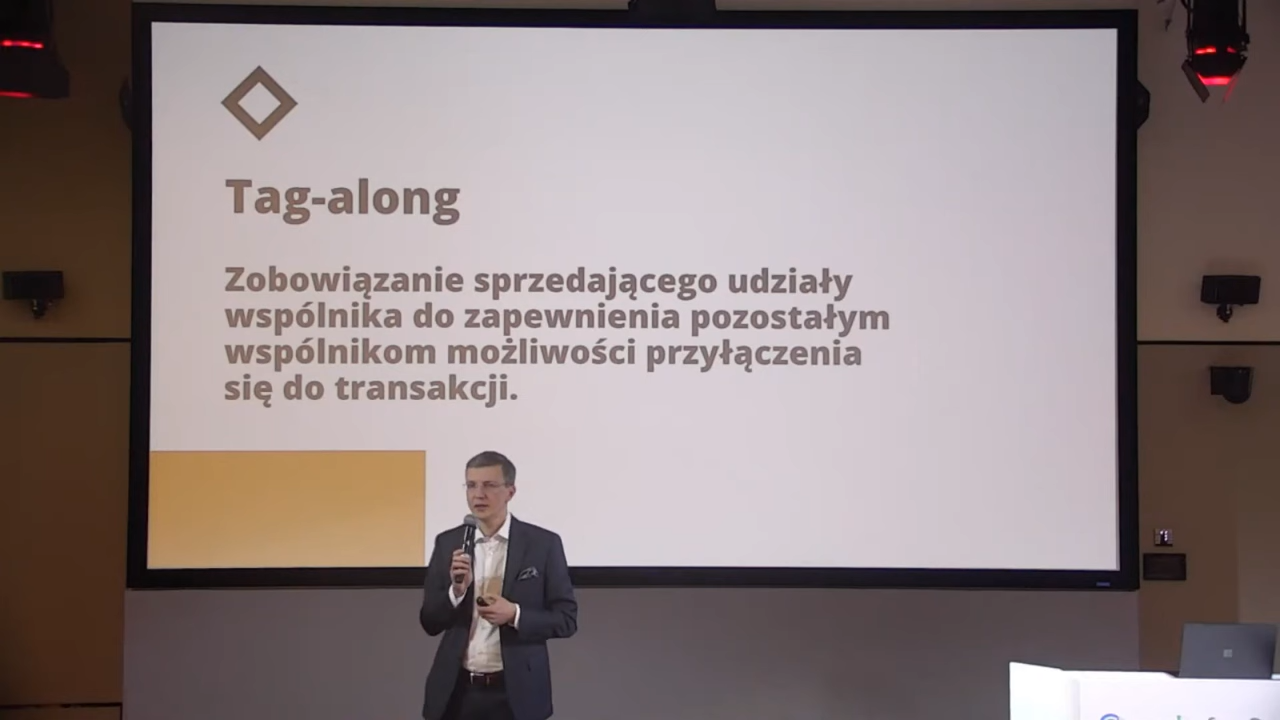 Tag-along
Zobowiązanie sprzedającego udziały
wspólnika do zapewnienia pozostałym
wspólnikom możliwości przyłączenia
się do transakcji.